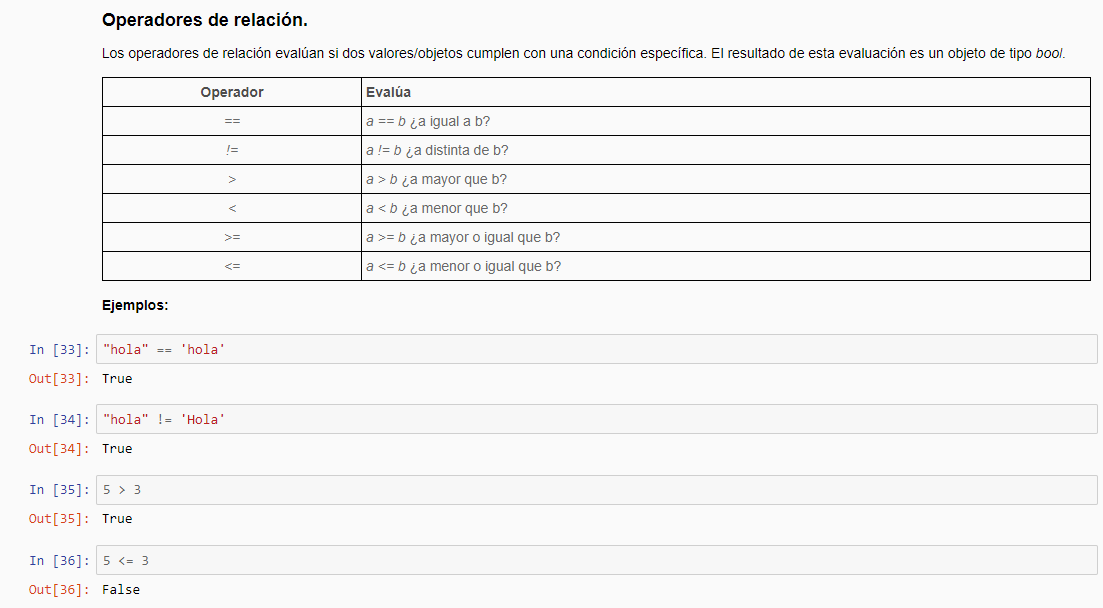 Operadores de relación.
Los operadores de relación evalúan si dos valores/objetos cumplen con una condición específica. El resultado de esta evaluación es un objeto de tipo bool.
Operador Evalúa
== a == b ¿a igual a b?
!= a != b ¿a distinta de b?
> a > b ¿a mayor que b?
< a < b ¿a menor que b?
>= a >= b ¿a mayor o igual que b?
<= a <= b ¿a menor o igual que b?
Ejemplos:
In [33]: "hola" == 'hola'
Out[33]: True
In [34]: "hola" != 'Hola'
Out[34]: True
In [35]: 5 > 3
Out[35]: True
In [36]: 5 <= 3
Out[36]: False